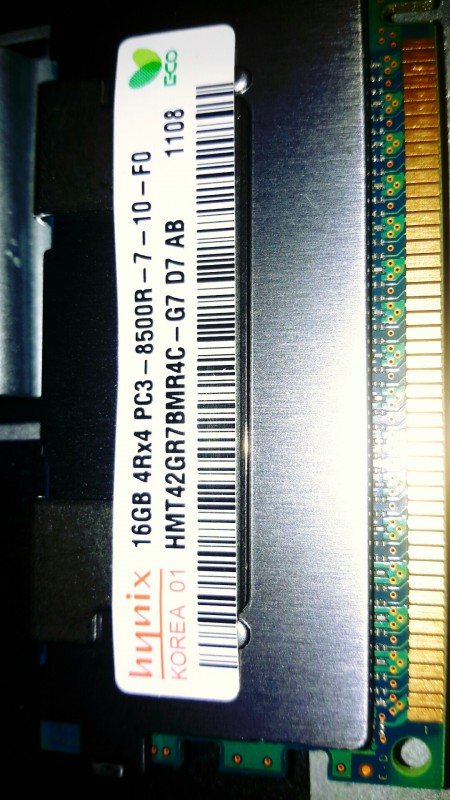 hynix 16GB 4Rx4 PC3-8500R-7-10-F0 ECO
KOREA 01 HMT42GR7BMR4C-G7 D7 AB 1108